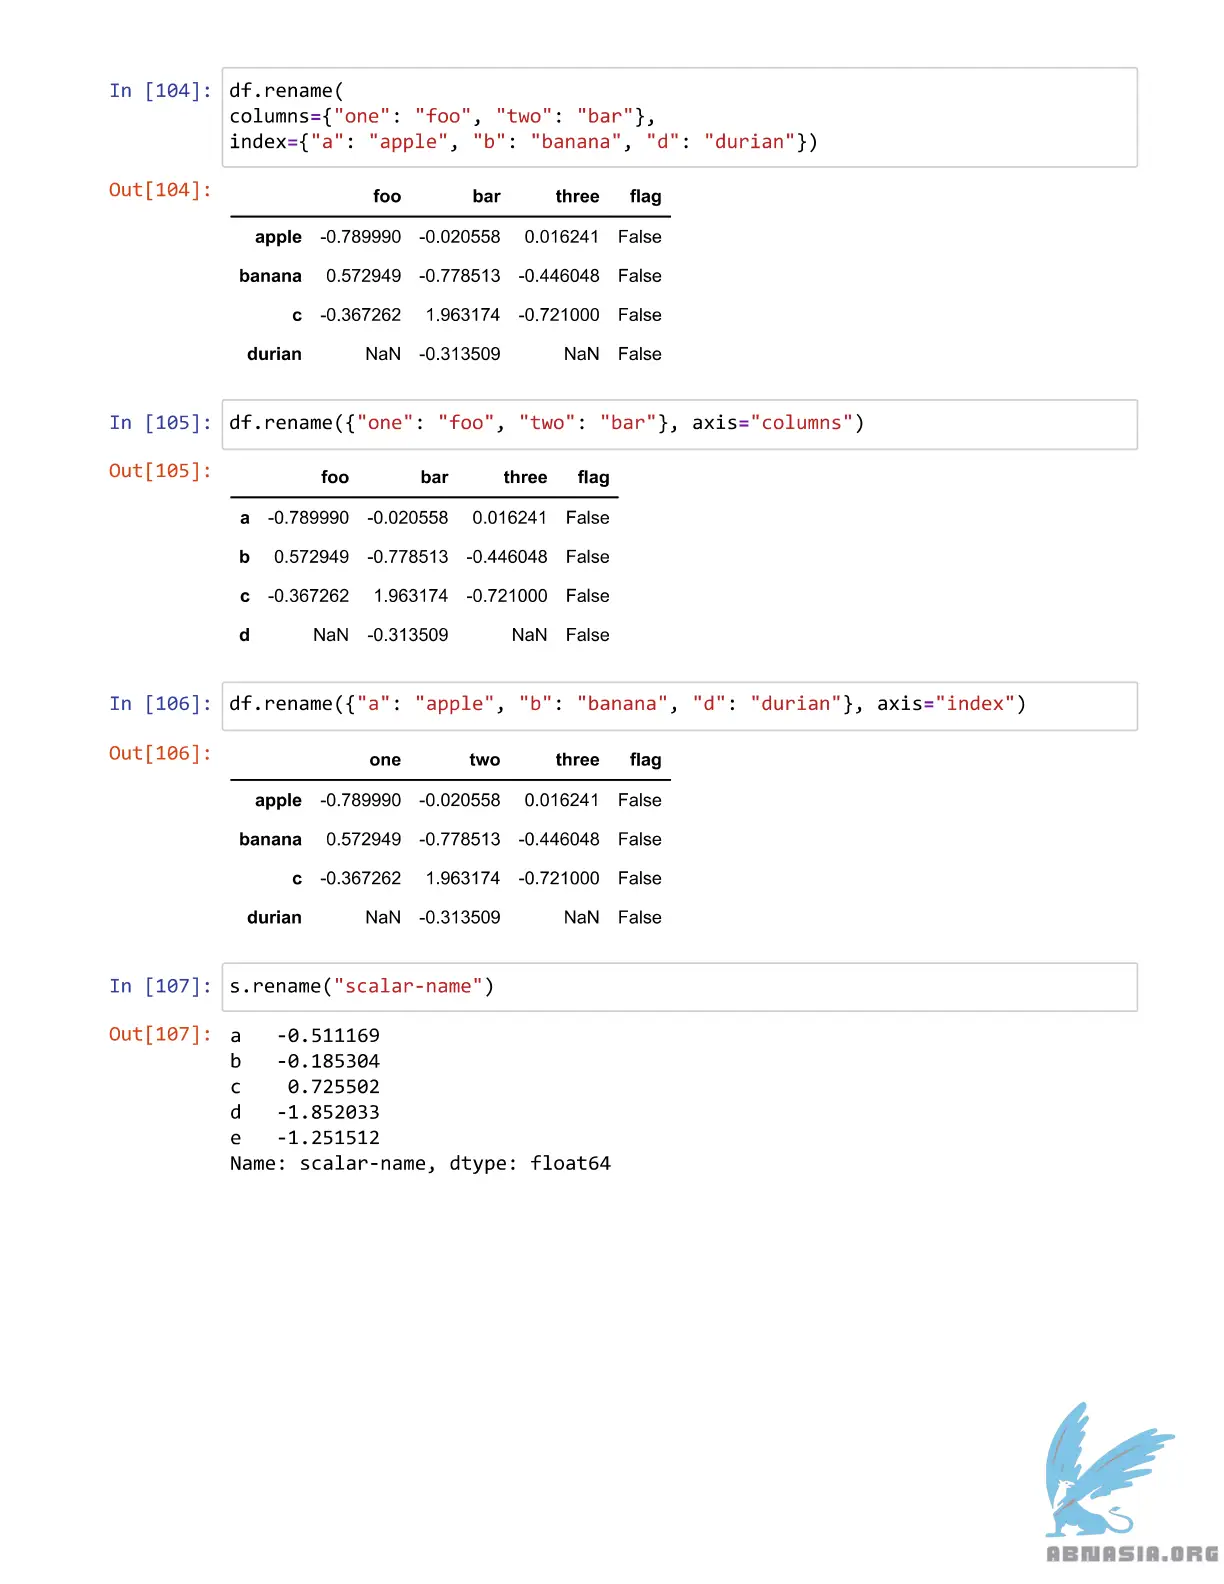 In [104]: df.rename(
columns={"one": "foo", "two": "bar"},
index={"a": "apple", "b": "banana", "d": "durian"})
Out[104]:
foo bar three flag
apple -0.789990 -0.020558 0.016241 False
banana 0.572949 -0.778513 -0.446048 False
c -0.367262 1.963174 -0.721000 False
durian NaN -0.313509 NaN False
In [105]: df.rename({"one": "foo", "two": "bar"}, axis="columns")
Out[105]:
foo bar three flag
a -0.789990 -0.020558 0.016241 False
b 0.572949 -0.778513 -0.446048 False
c -0.367262 1.963174 -0.721000 False
d NaN -0.313509 NaN False
In [106]: df.rename({"a": "apple", "b": "banana", "d": "durian"}, axis="index")
Out[106]:
one two three flag
apple -0.789990 -0.020558 0.016241 False
banana 0.572949 -0.778513 -0.446048 False
c -0.367262 1.963174 -0.721000 False
durian NaN -0.313509 NaN False
In [107]: s.rename("scalar-name")
Out[107]: a -0.511169
b -0.185304
c 0.725502
d -1.852033
e -1.251512
Name: scalar-name, dtype: float64
ABNASIA.ORG